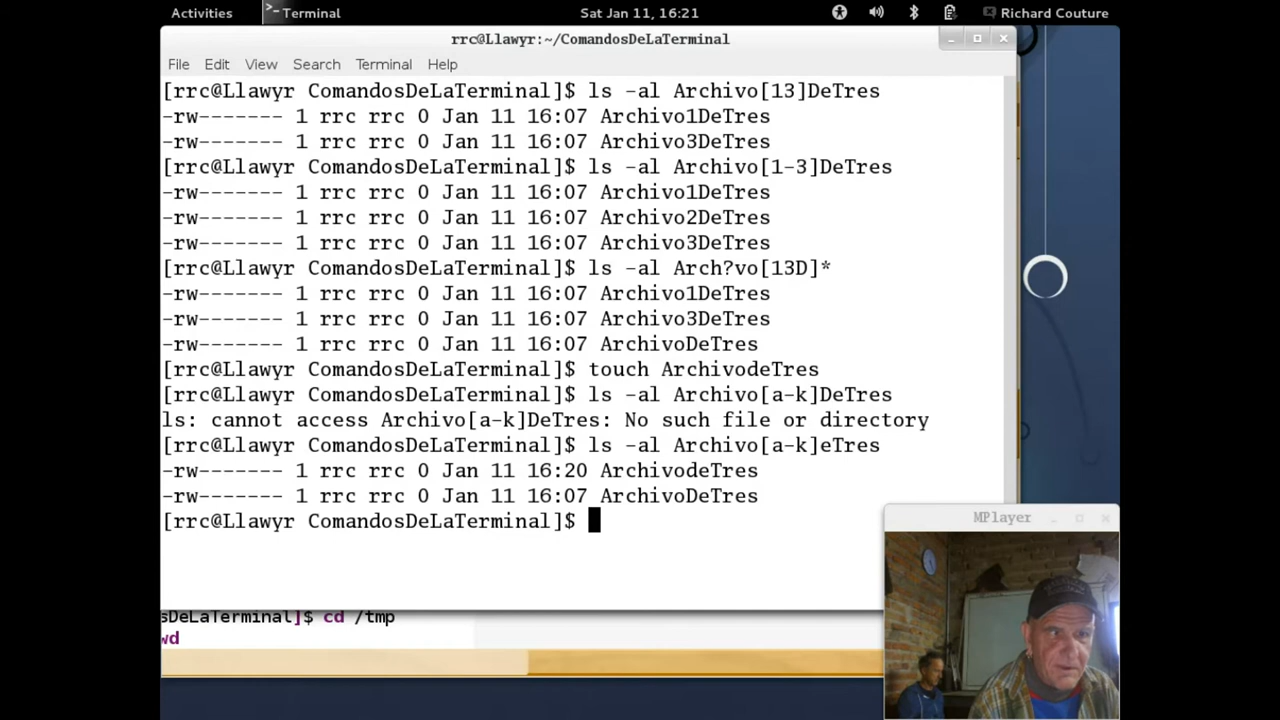 Activities Terminal Sat Jan 11, 16:21 Richard Couture
rrc@Llawyr:~/ComandosDeLaTerminal
File Edit View Search Terminal Help
[rrc@Llawyr ComandosDeLaTerminal]$ ls -al Archivo[13]DeTres
-rw------- 1 rrc rrc 0 Jan 11 16:07 Archivo1DeTres
-rw------- 1 rrc rrc 0 Jan 11 16:07 Archivo3DeTres
[rrc@Llawyr ComandosDeLaTerminal]$ ls -al Archivo[1-3]DeTres
-rw------- 1 rrc rrc 0 Jan 11 16:07 Archivo1DeTres
-rw------- 1 rrc rrc 0 Jan 11 16:07 Archivo2DeTres
-rw------- 1 rrc rrc 0 Jan 11 16:07 Archivo3DeTres
[rrc@Llawyr ComandosDeLaTerminal]$ ls -al Arch?vo[13D]*
-rw------- 1 rrc rrc 0 Jan 11 16:07 Archivo1DeTres
-rw------- 1 rrc rrc 0 Jan 11 16:07 Archivo3DeTres
-rw------- 1 rrc rrc 0 Jan 11 16:07 ArchivoDeTres
[rrc@Llawyr ComandosDeLaTerminal]$ touch ArchivodeTres
[rrc@Llawyr ComandosDeLaTerminal]$ ls -al Archivo[a-k]DeTres
ls: cannot access Archivo[a-k]DeTres: No such file or directory
[rrc@Llawyr ComandosDeLaTerminal]$ ls -al Archivo[a-k]eTres
-rw------- 1 rrc rrc 0 Jan 11 16:20 ArchivodeTres
-rw------- 1 rrc rrc 0 Jan 11 16:07 ArchivoDeTres
[rrc@Llawyr ComandosDeLaTerminal]$
MPlayer
sDeLaTerminal]$ cd /tmp
wd